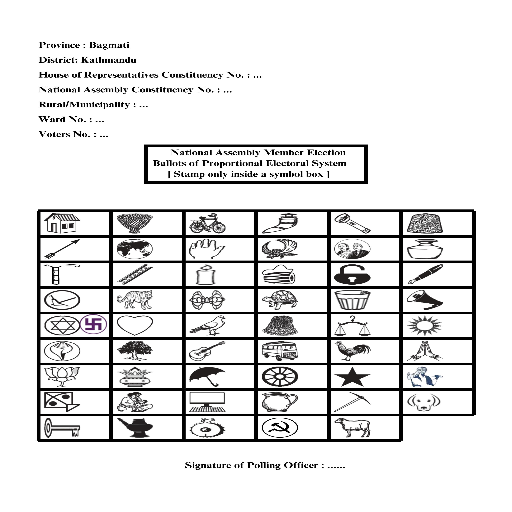 Province : Bagmati
District: Kathmandu
House of Representatives Constituency No. : ...
National Assembly Constituency No. : ...
Rural/Municipality : ...
Ward No. : ...
Voters No. : ...
National Assembly Member Election
Ballots of Proportional Electoral System
[ Stamp only inside a symbol box ]
Signature of Polling Officer : ......